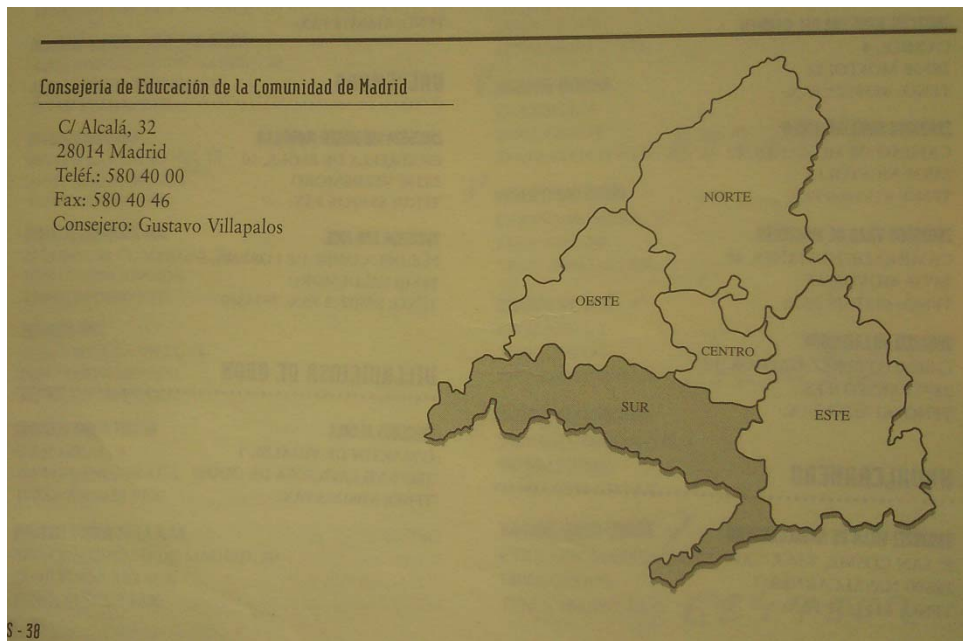 Consejeria de Educación de la Comunidad de Madrid
C/ Alcalá, 32
28014 Madrid
Teléf.: 580 40 00
Fax: 580 40 46
Consejero: Gustavo Villapalos
NORTE
OESTE
CENTRO
SUR
ESTE
S - 38